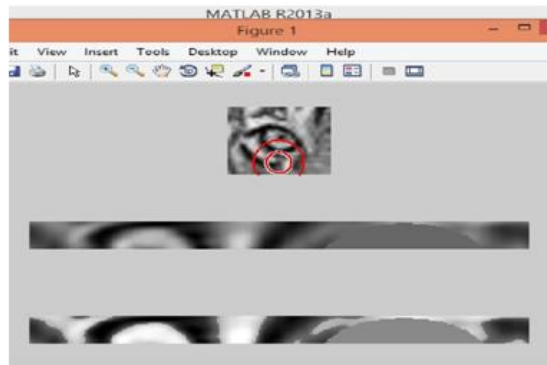 MATLAB R2013a
Figure 1
it View Insert Tools Desktop Window Help